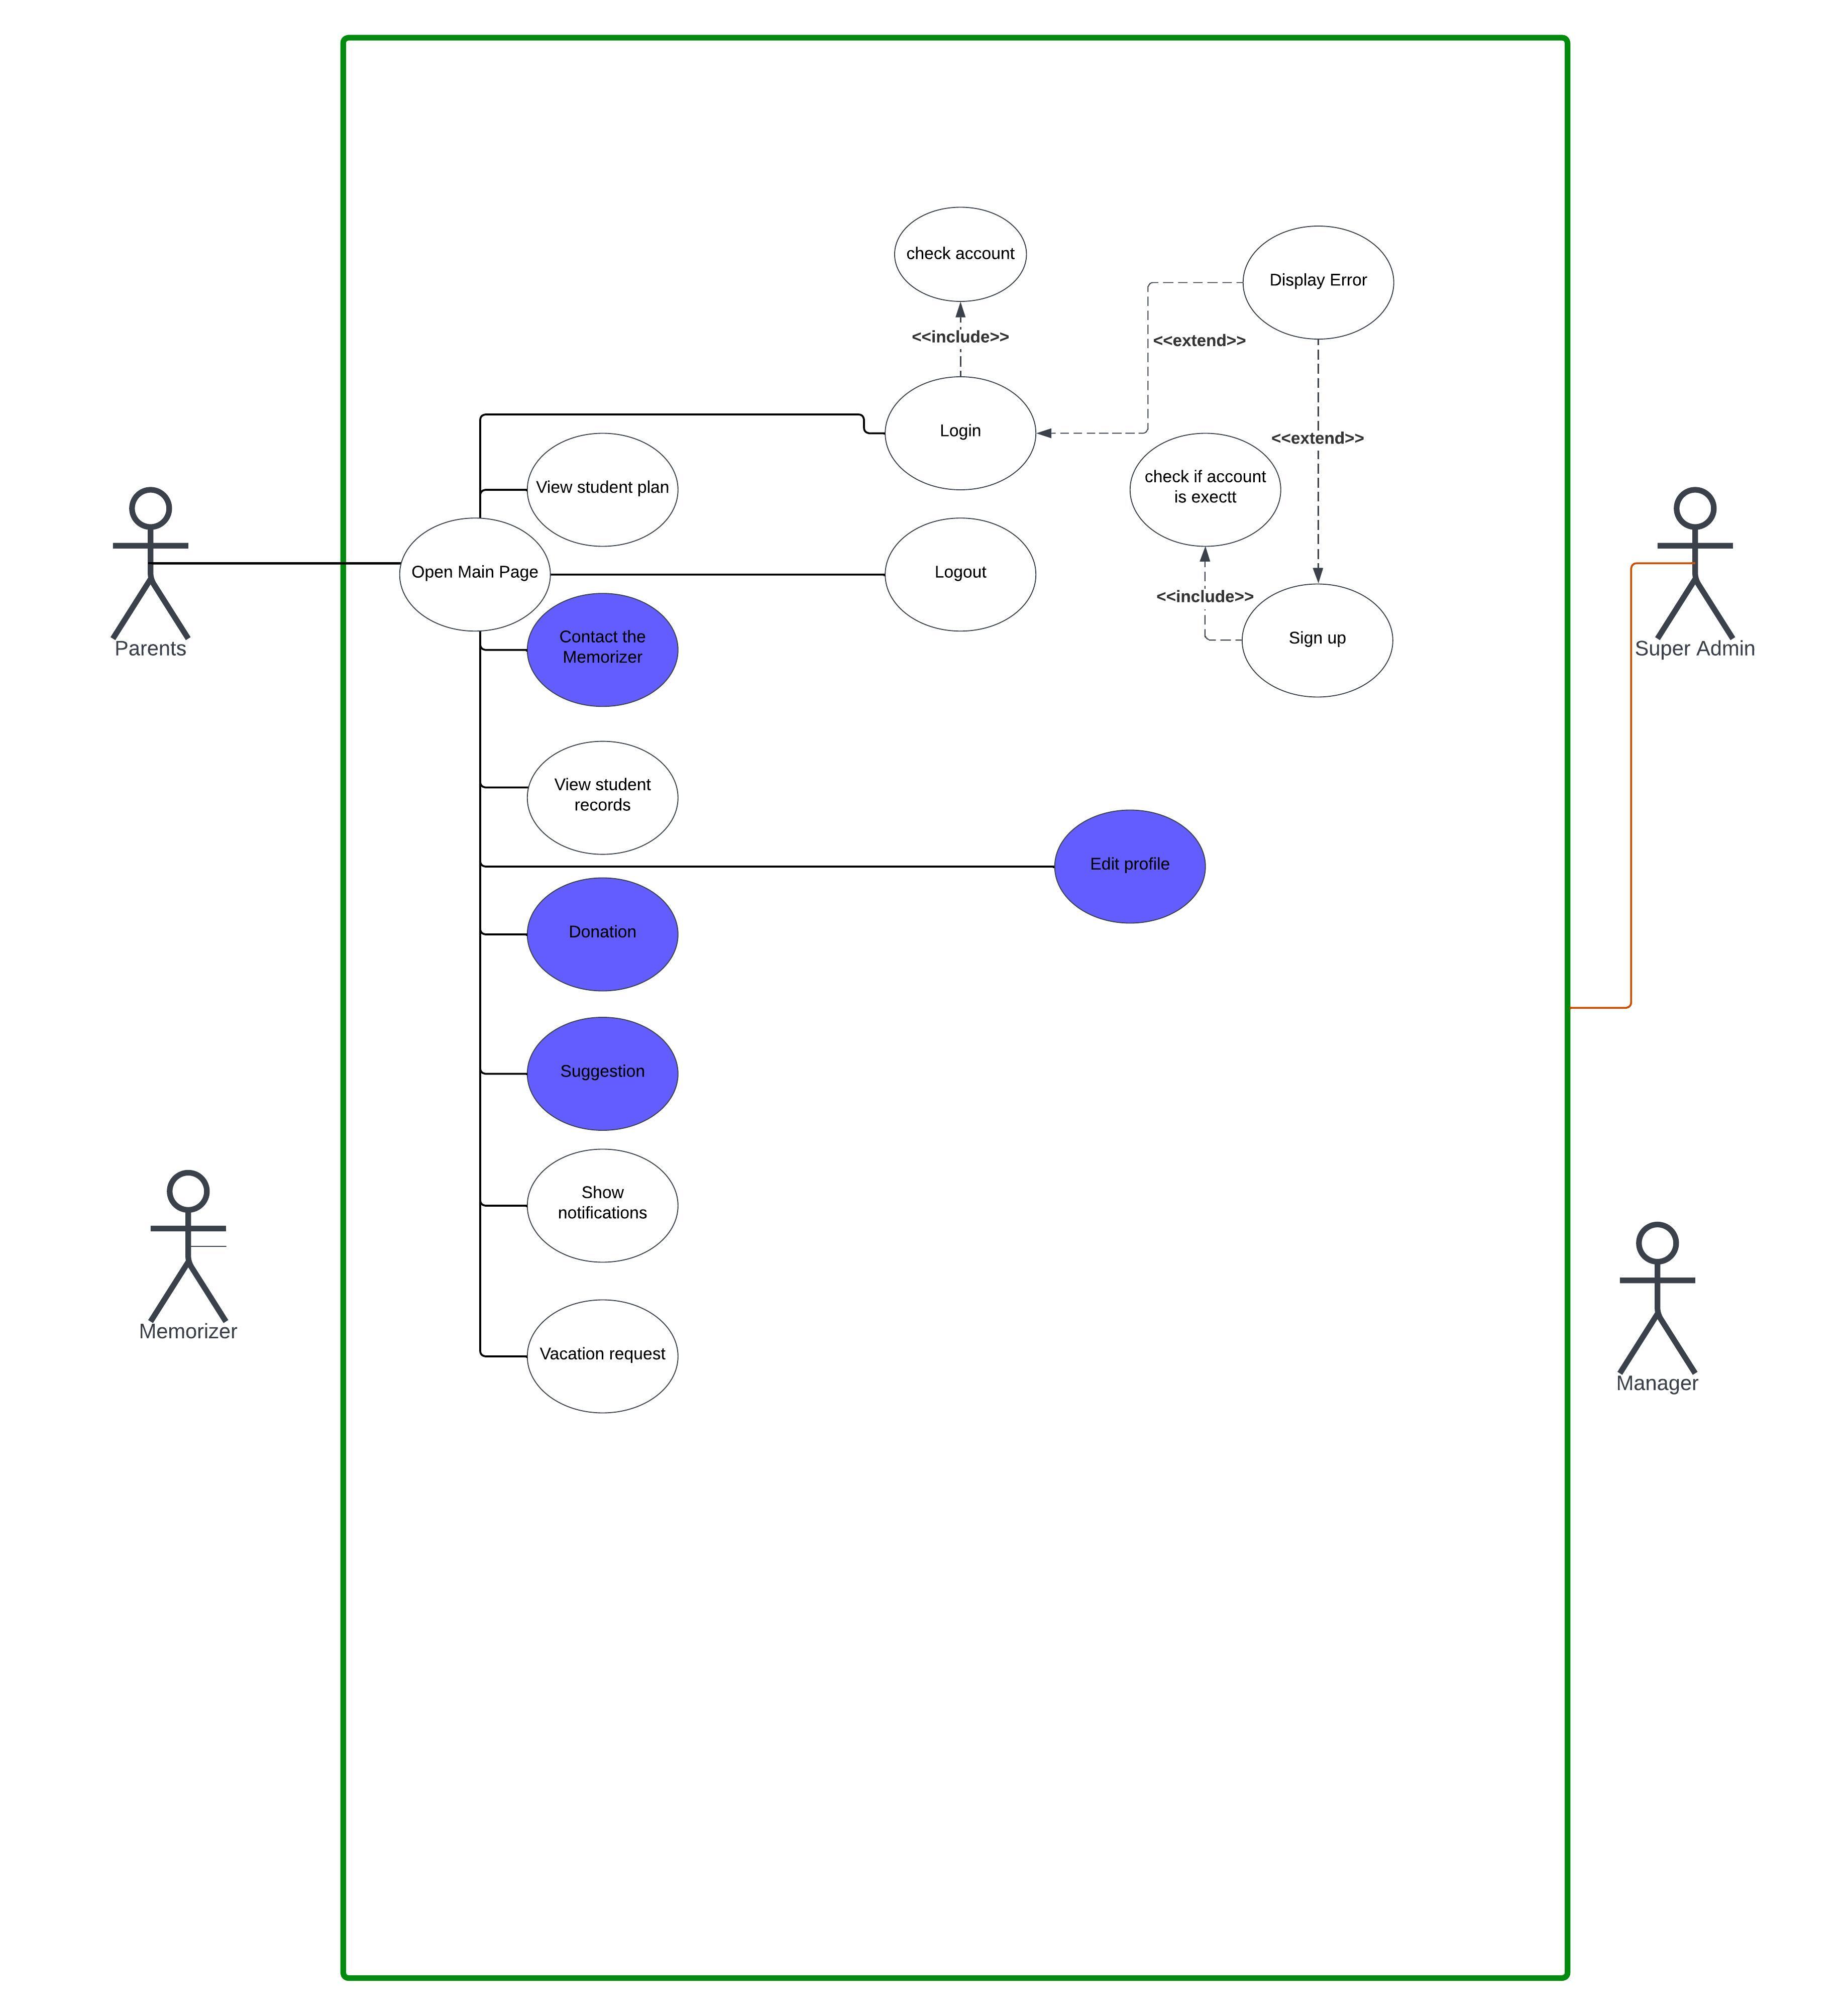 check account
Display Error
<<include>>
<<extend>>
Login
<<extend>>
check if account
is exectt
View student plan
Open Main Page
Logout
<<include>>
Contact the
Memorizer
Sign up
Parents
Super Admin
View student
records
Edit profile
Donation
Suggestion
Show
notifications
Memorizer
Vacation request
Manager